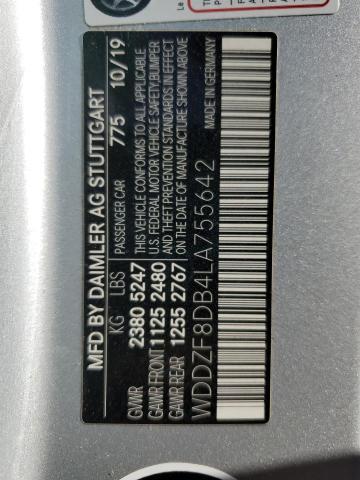 MFD BY DAIMLER AG STUTTGART
KG LBS PASSENGER CAR 775 10/19
GVWR 2380 5247 THIS VEHICLE CONFORMS TO ALL APPLICABLE
GAWR FRONT 1125 2480 U.S. FEDERAL MOTOR VEHICLE SAFETY, BUMPER
GAWR REAR 1255 2767 AND THEFT PREVENTION STANDARDS IN EFFECT
ON THE DATE OF MANUFACTURE SHOWN ABOVE
WDDZF8DB4LA755642 MADE IN GERMANY